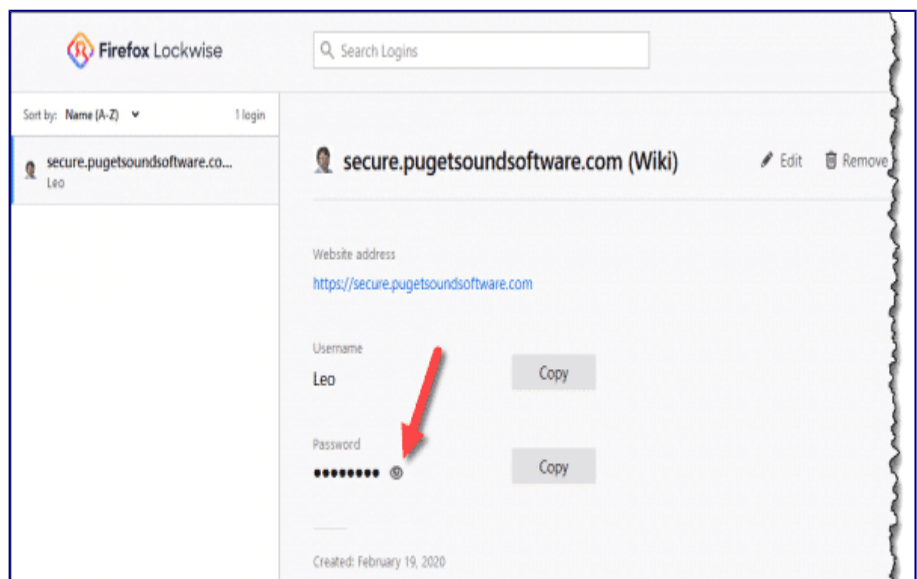 Firefox Lockwise
Search Logins
Sort by: Name (A-Z)
1 login
secure.pugetsoundsoftware.co...
Leo
secure.pugetsoundsoftware.com (Wiki)
Edit
Remove
Website address
https://secure.pugetsoundsoftware.com
Username
Leo
Copy
Password
●●●●●●●●
Copy
Created: February 19, 2020